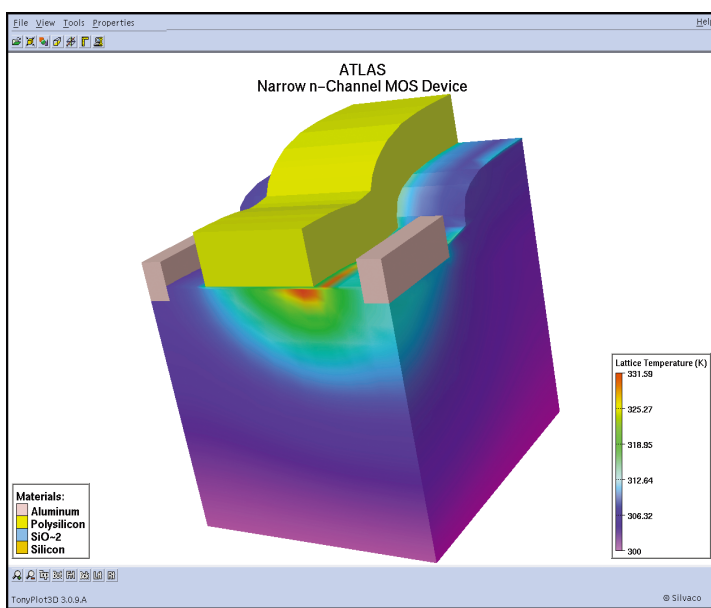 File View Tools Properties Help
ATLAS
Narrow n-Channel MOS Device
Lattice Temperature (K)
331.59
325.27
318.95
312.64
306.32
300
Materials:
Aluminum
Polysilicon
SiO~2
Silicon
TonyPlot3D 3.0.9.A
© Silvaco